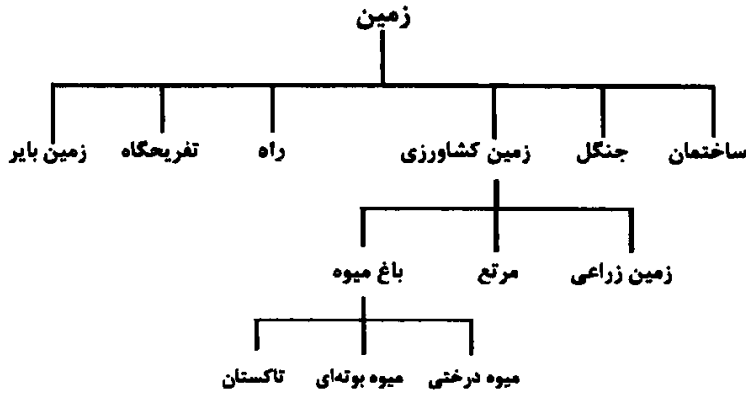 زمین
ساختمان جنگل زمین کشاورزی راه تفریحگاه زمین بایر
زمین زراعی مرتع باغ میوه
میوه درختی میوه بوته‌ای تاکستان